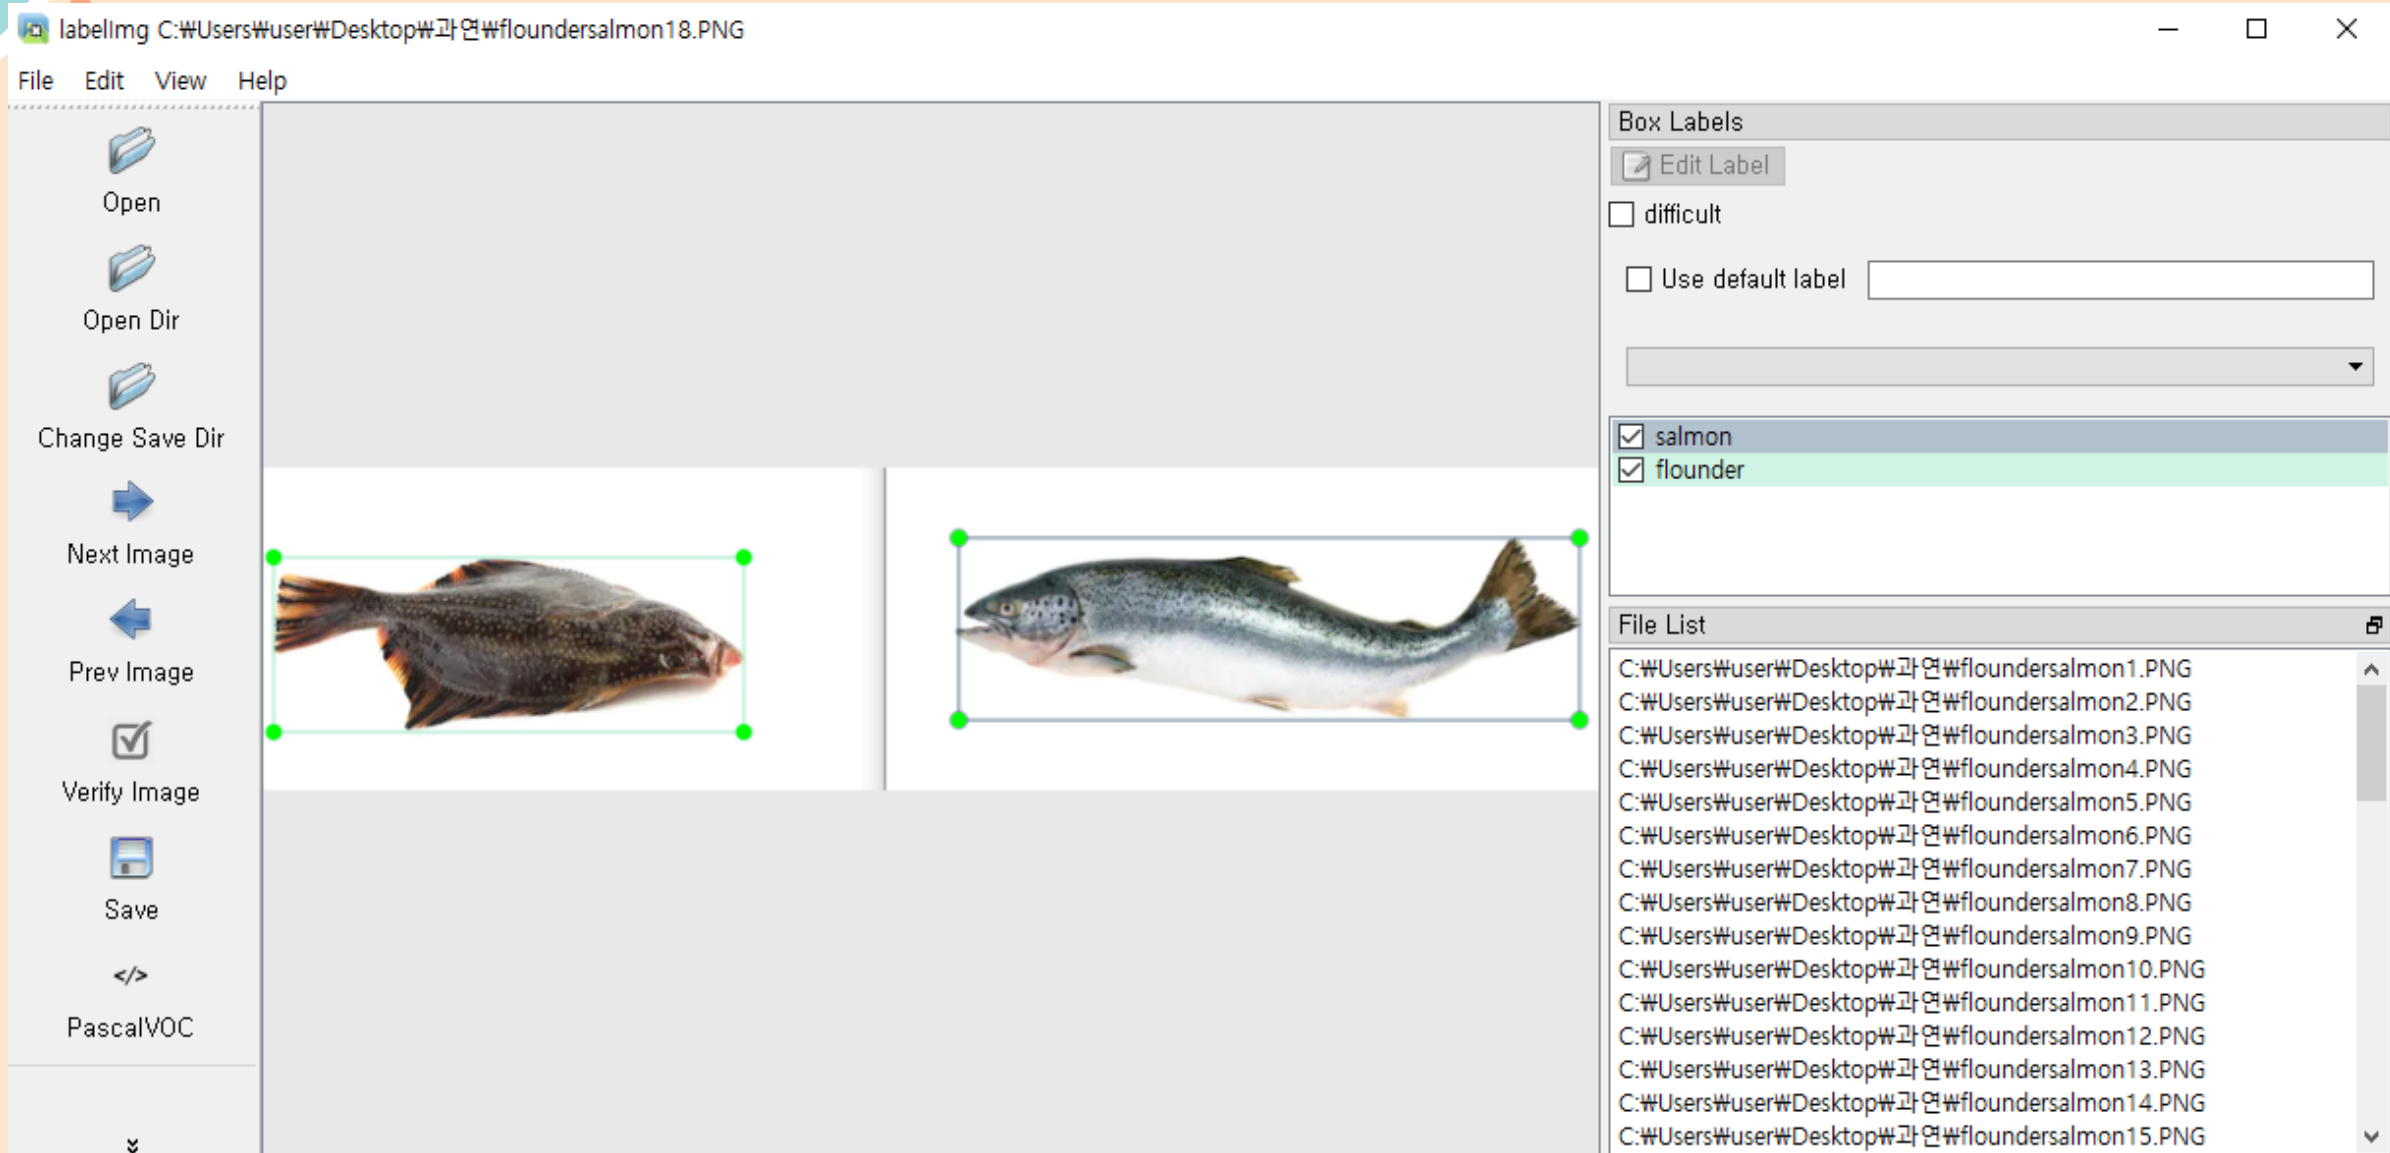 labelImg C:₩Users₩user₩Desktop₩과연₩floundersalmon18.PNG
File Edit View Help
Open
Open Dir
Change Save Dir
Next Image
Prev Image
Verify Image
Save
</>
PascalVOC
Box Labels
Edit Label
difficult
Use default label
salmon
flounder
File List
C:₩Users₩user₩Desktop₩과연₩floundersalmon1.PNG
C:₩Users₩user₩Desktop₩과연₩floundersalmon2.PNG
C:₩Users₩user₩Desktop₩과연₩floundersalmon3.PNG
C:₩Users₩user₩Desktop₩과연₩floundersalmon4.PNG
C:₩Users₩user₩Desktop₩과연₩floundersalmon5.PNG
C:₩Users₩user₩Desktop₩과연₩floundersalmon6.PNG
C:₩Users₩user₩Desktop₩과연₩floundersalmon7.PNG
C:₩Users₩user₩Desktop₩과연₩floundersalmon8.PNG
C:₩Users₩user₩Desktop₩과연₩floundersalmon9.PNG
C:₩Users₩user₩Desktop₩과연₩floundersalmon10.PNG
C:₩Users₩user₩Desktop₩과연₩floundersalmon11.PNG
C:₩Users₩user₩Desktop₩과연₩floundersalmon12.PNG
C:₩Users₩user₩Desktop₩과연₩floundersalmon13.PNG
C:₩Users₩user₩Desktop₩과연₩floundersalmon14.PNG
C:₩Users₩user₩Desktop₩과연₩floundersalmon15.PNG